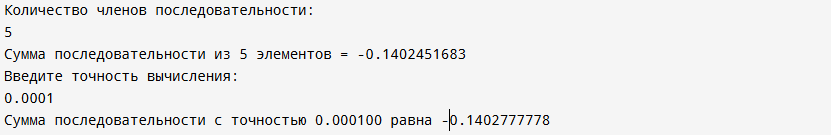 Количество членов последовательности:
5
Сумма последовательности из 5 элементов = -0.1402451683
Введите точность вычисления:
0.0001
Сумма последовательности с точностью 0.000100 равна -0.1402777778